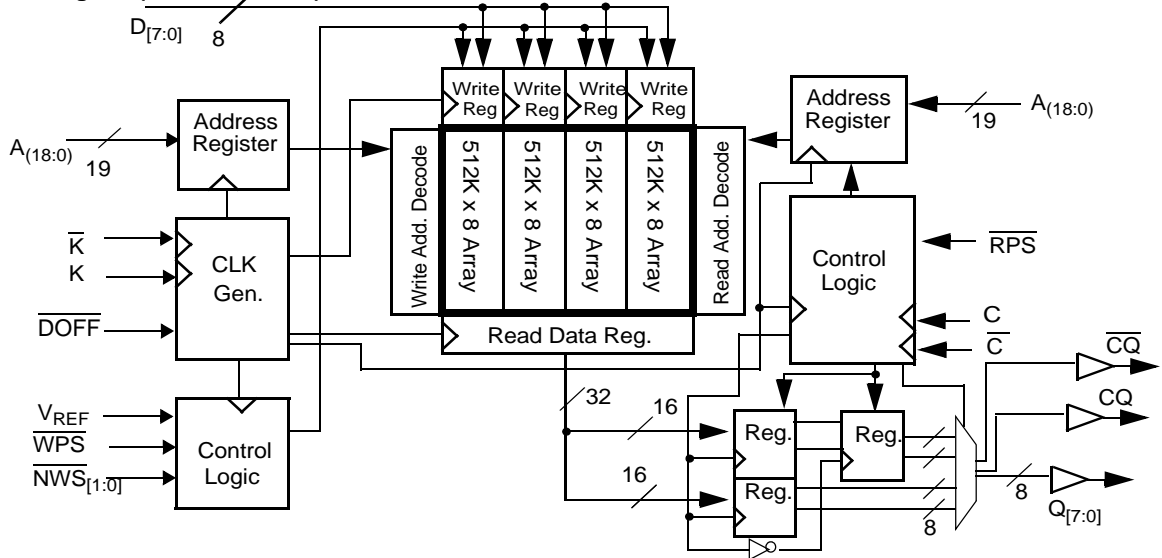 D[7:0]
8
Write
Reg
Write
Reg
Write
Reg
Write
Reg
Address
Register
A(18:0)
19
Address
Register
A(18:0)
19
Write Add. Decode
512K x 8 Array
512K x 8 Array
512K x 8 Array
512K x 8 Array
Read Add. Decode
K
K
DOFF
CLK
Gen.
Control
Logic
RPS
C
C
Read Data Reg.
CQ
CQ
VREF
WPS
NWS[1:0]
Control
Logic
32
16
16
Reg.
Reg.
Reg.
8
8
Q[7:0]